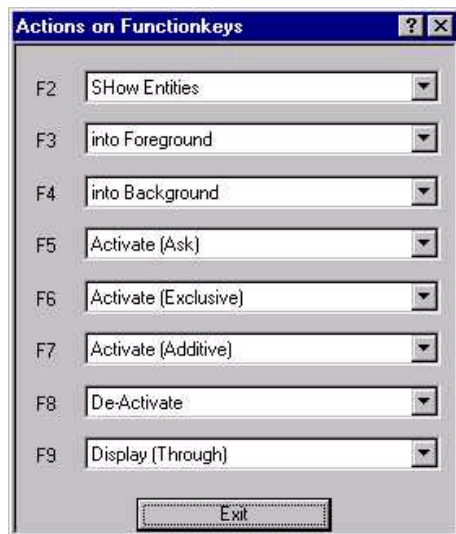 Actions on Functionkeys
F2 SHow Entities
F3 into Foreground
F4 into Background
F5 Activate (Ask)
F6 Activate (Exclusive)
F7 Activate (Additive)
F8 De-Activate
F9 Display (Through)
Exit